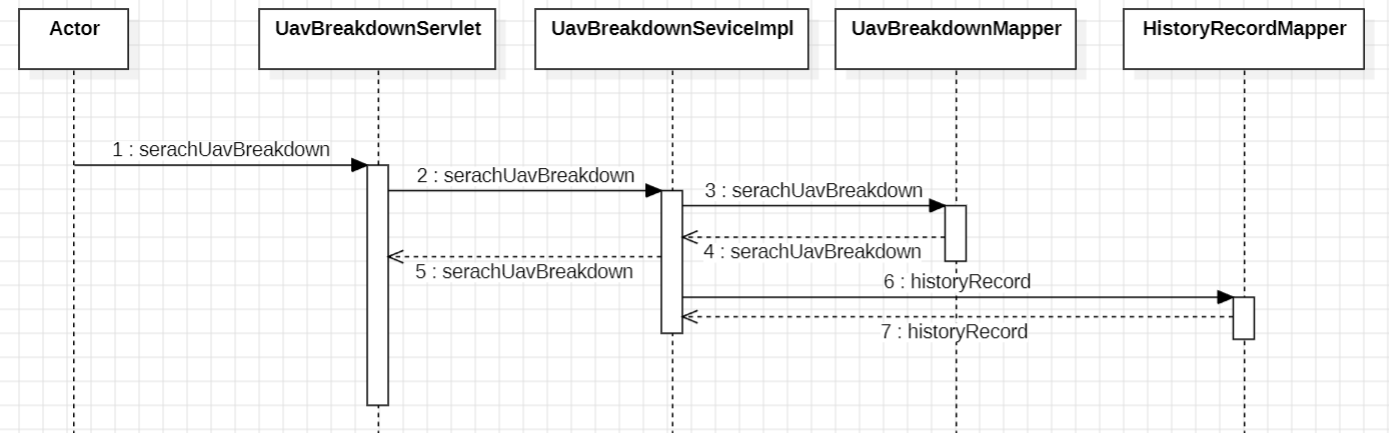 Actor
UavBreakdownServlet
UavBreakdownSeviceImpl
UavBreakdownMapper
HistoryRecordMapper
1 : serachUavBreakdown
2 : serachUavBreakdown
3 : serachUavBreakdown
4 : serachUavBreakdown
5 : serachUavBreakdown
6 : historyRecord
7 : historyRecord